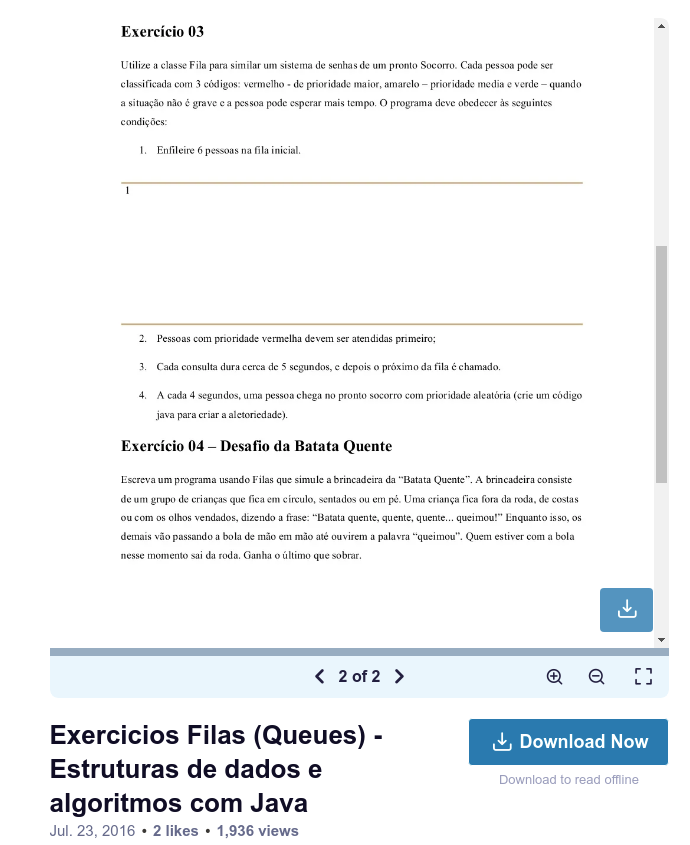 Exercício 03
Utilize a classe Fila para similar um sistema de senhas de um pronto Socorro. Cada pessoa pode ser
classificada com 3 códigos: vermelho - de prioridade maior, amarelo – prioridade media e verde – quando
a situação não é grave e a pessoa pode esperar mais tempo. O programa deve obedecer às seguintes
condições:
1. Enfileire 6 pessoas na fila inicial.
1
2. Pessoas com prioridade vermelha devem ser atendidas primeiro;
3. Cada consulta dura cerca de 5 segundos, e depois o próximo da fila é chamado.
4. A cada 4 segundos, uma pessoa chega no pronto socorro com prioridade aleatória (crie um código
java para criar a aletoriedade).
Exercício 04 – Desafio da Batata Quente
Escreva um programa usando Filas que simule a brincadeira da “Batata Quente”. A brincadeira consiste
de um grupo de crianças que fica em círculo, sentados ou em pé. Uma criança fica fora da roda, de costas
ou com os olhos vendados, dizendo a frase: “Batata quente, quente, quente... queimou!” Enquanto isso, os
demais vão passando a bola de mão em mão até ouvirem a palavra “queimou”. Quem estiver com a bola
nesse momento sai da roda. Ganha o último que sobrar.
2 of 2
Exercicios Filas (Queues) -
Estruturas de dados e
algoritmos com Java
Jul. 23, 2016 • 2 likes • 1,936 views
Download Now
Download to read offline